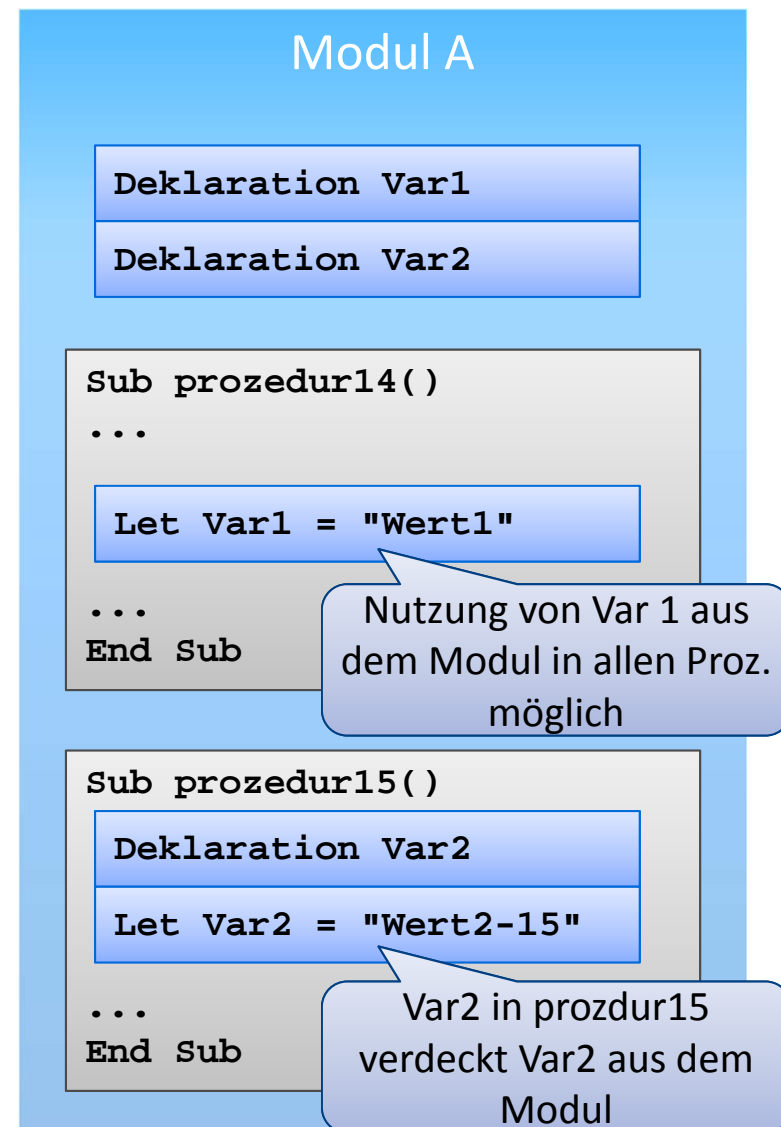 Modul A
Deklaration Var1
Deklaration Var2
Sub prozedur14()
...
Let Var1 = "Wert1"
...
End Sub
Nutzung von Var 1 aus
dem Modul in allen Proz.
möglich
Sub prozedur15()
Deklaration Var2
Let Var2 = "Wert2-15"
...
End Sub
Var2 in prozdur15
verdeckt Var2 aus dem
Modul